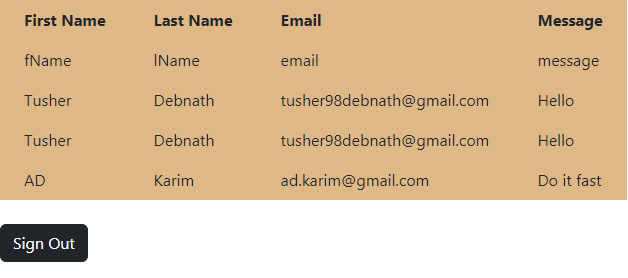 First Name Last Name Email Message
fName lName email message
Tusher Debnath tusher98debnath@gmail.com Hello
Tusher Debnath tusher98debnath@gmail.com Hello
AD Karim ad.karim@gmail.com Do it fast
Sign Out